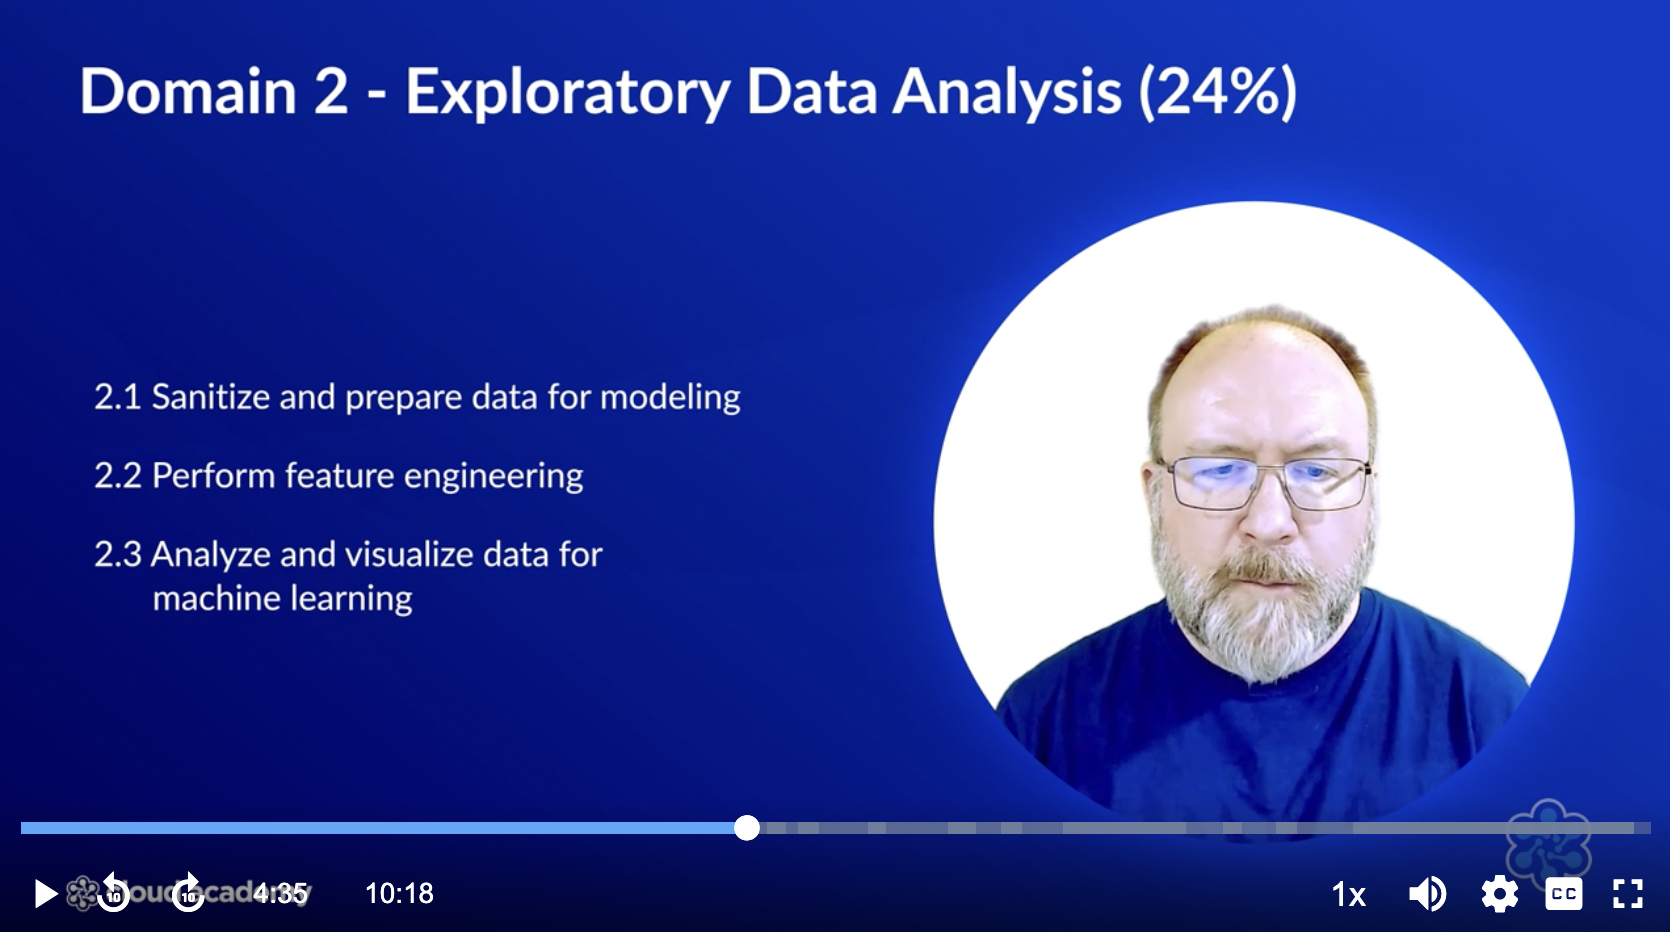 Domain 2 - Exploratory Data Analysis (24%)
2.1 Sanitize and prepare data for modeling
2.2 Perform feature engineering
2.3 Analyze and visualize data for
machine learning
10
10
cloudacademy
4:35
10:18
1x
CC